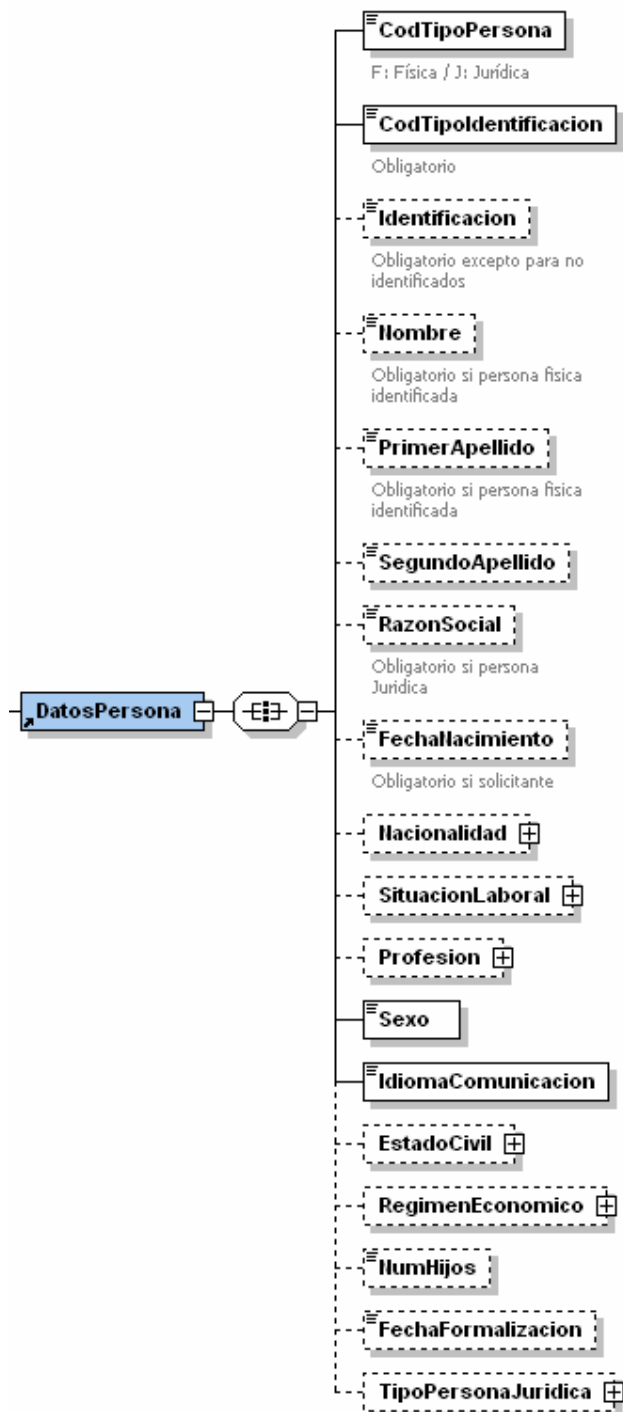 CodTipoPersona
F: Física / J: Jurídica
CodTipoIdentificacion
Obligatorio
Identificacion
Obligatorio excepto para no
identificados
Nombre
Obligatorio si persona fisica
identificada
PrimerApellido
Obligatorio si persona fisica
identificada
SegundoApellido
RazonSocial
Obligatorio si persona
Juridica
DatosPersona
FechaNacimiento
Obligatorio si solicitante
Nacionalidad
SituacionLaboral
Profesion
Sexo
IdiomaComunicacion
EstadoCivil
RegimenEconomico
NumHijos
FechaFormalizacion
TipoPersonaJuridica